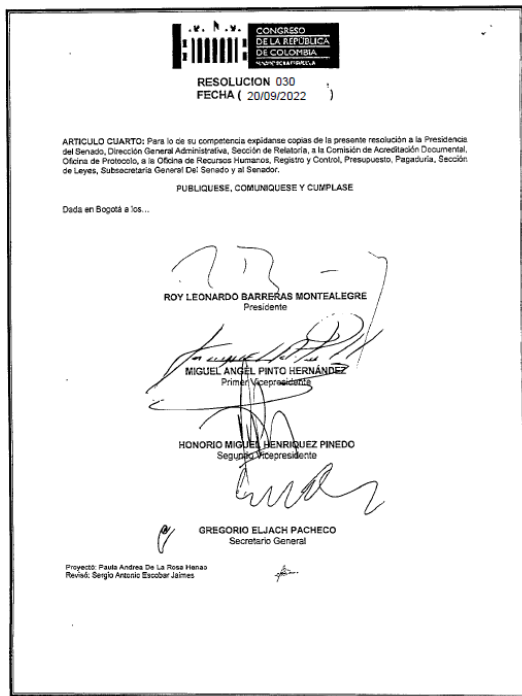 CONGRESO
DE LA REPÚBLICA
DE COLOMBIA
RESOLUCION 030
FECHA ( 20/09/2022 )
ARTICULO CUARTO: Para lo de su competencia expídanse copias de la presente resolución a la Presidencia
del Senado, Dirección General Administrativa, Sección de Relatoría, a la Comisión de Acreditación Documental,
Oficina de Protocolo, a la Oficina de Recursos Humanos, Registro y Control, Presupuesto, Pagaduría, Sección
de Leyes, Subsecretaria General Del Senado y al Senador.
PUBLIQUESE, COMUNIQUESE Y CUMPLASE
Dada en Bogotá a los...
ROY LEONARDO BARRERAS MONTEALEGRE
Presidente
MIGUEL ANGEL PINTO HERNÁNDEZ
Primer Vicepresidente
HONORIO MIGUEL HENRIQUEZ PINEDO
Segundo Vicepresidente
GREGORIO ELJACH PACHECO
Secretario General
Proyectó: Paula Andrea De La Rosa Henao
Revisó: Sergio Antonio Escobar Jaimes